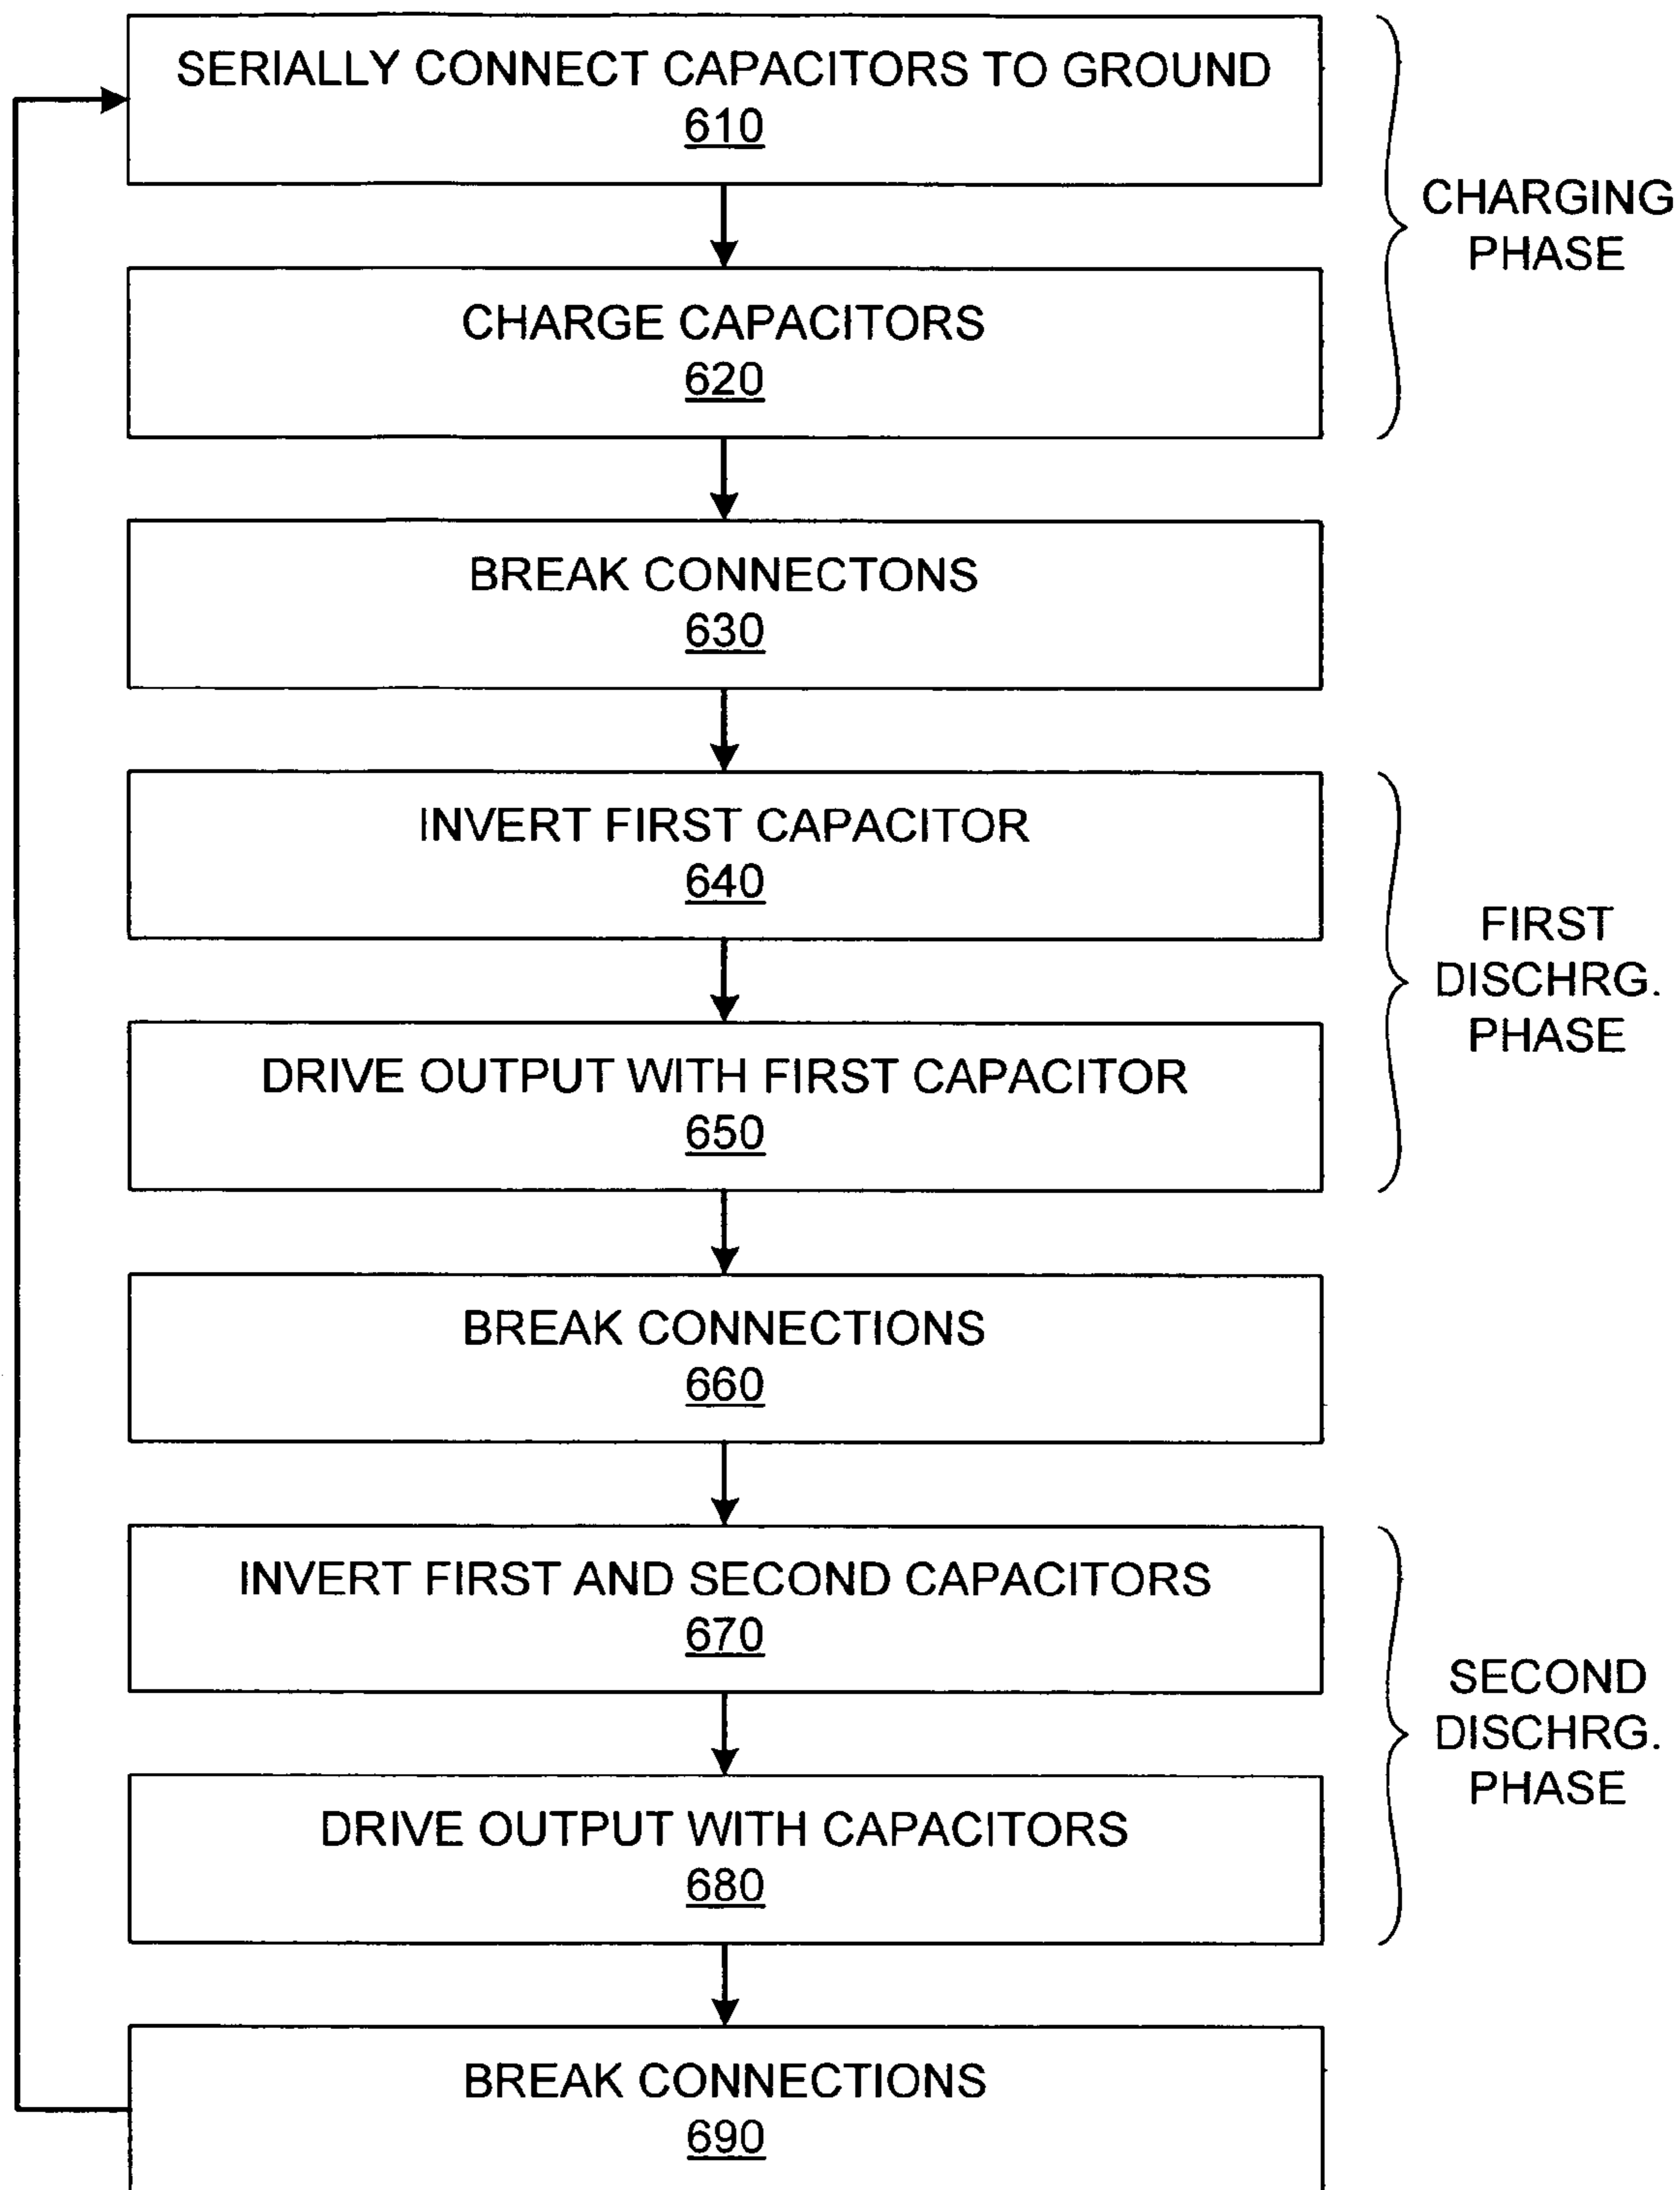 SERIALLY CONNECT CAPACITORS TO GROUND
610
CHARGING
PHASE
CHARGE CAPACITORS
620
BREAK CONNECTONS
630
INVERT FIRST CAPACITOR
640
FIRST
DISCHRG.
PHASE
DRIVE OUTPUT WITH FIRST CAPACITOR
650
BREAK CONNECTIONS
660
INVERT FIRST AND SECOND CAPACITORS
670
SECOND
DISCHRG.
PHASE
DRIVE OUTPUT WITH CAPACITORS
680
BREAK CONNECTIONS
690